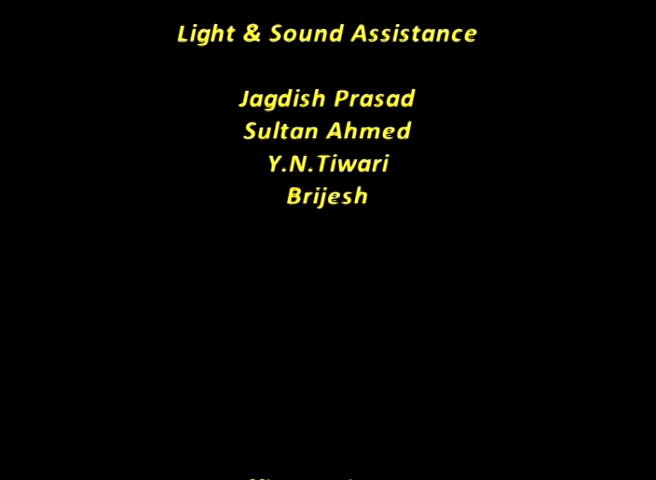 Light & Sound Assistance
Jagdish Prasad
Sultan Ahmed
Y.N.Tiwari
Brijesh